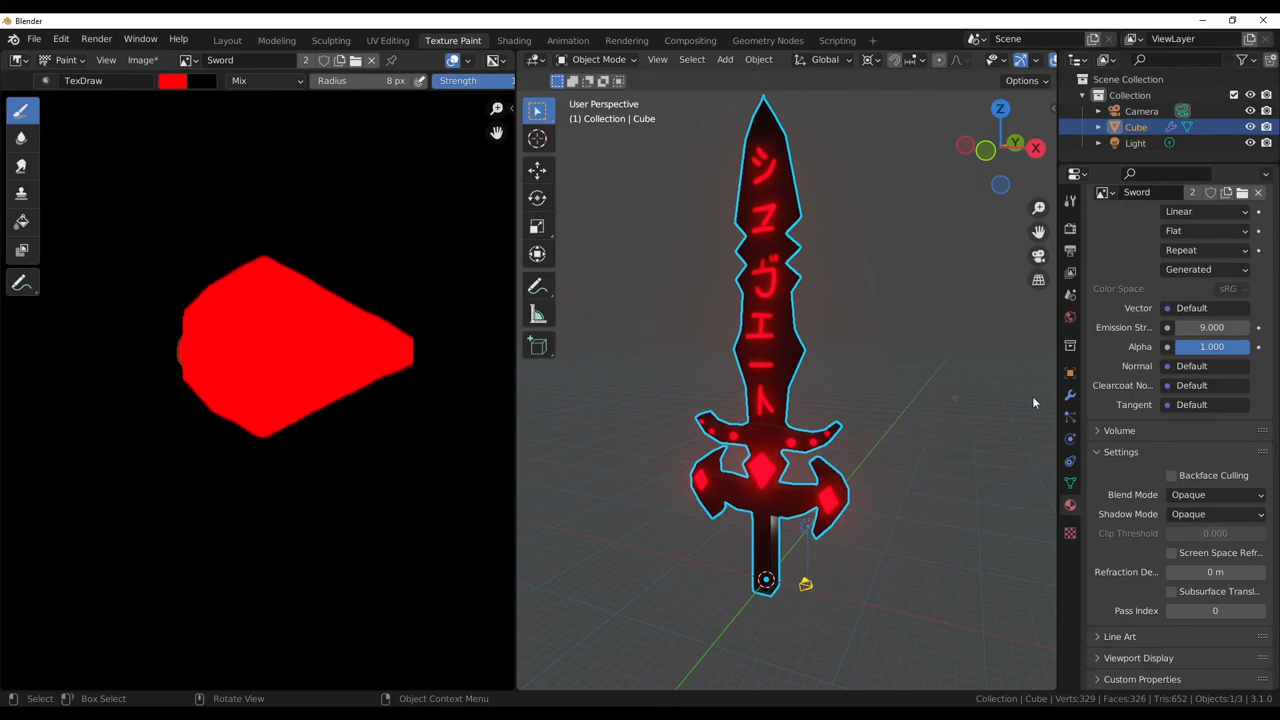 Blender
File Edit Render Window Help Layout Modeling Sculpting UV Editing Texture Paint Shading Animation Rendering Compositing Geometry Nodes Scripting Scene ViewLayer
Paint View Image* Sword 2
Object Mode View Select Add Object Global
TexDraw Mix Radius 8 px Strength
Options
User Perspective
(1) Collection | Cube
シ
ュ
ヴ
エ
ー
ト
Z
Y
X
Scene Collection
Collection
Camera
Cube
Light
Sword 2
Linear
Flat
Repeat
Generated
Color Space sRG
Vector Default
Emission Str... 9.000
Alpha 1.000
Normal Default
Clearcoat No... Default
Tangent Default
Volume
Settings
Backface Culling
Blend Mode Opaque
Shadow Mode Opaque
Clip Threshold 0.000
Screen Space Refr...
Refraction De... 0 m
Subsurface Transl...
Pass Index 0
Line Art
Viewport Display
Custom Properties
Select Box Select Rotate View Object Context Menu Collection | Cube | Verts:329 | Faces:326 | Tris:652 | Objects:1/3 | 3.1.0